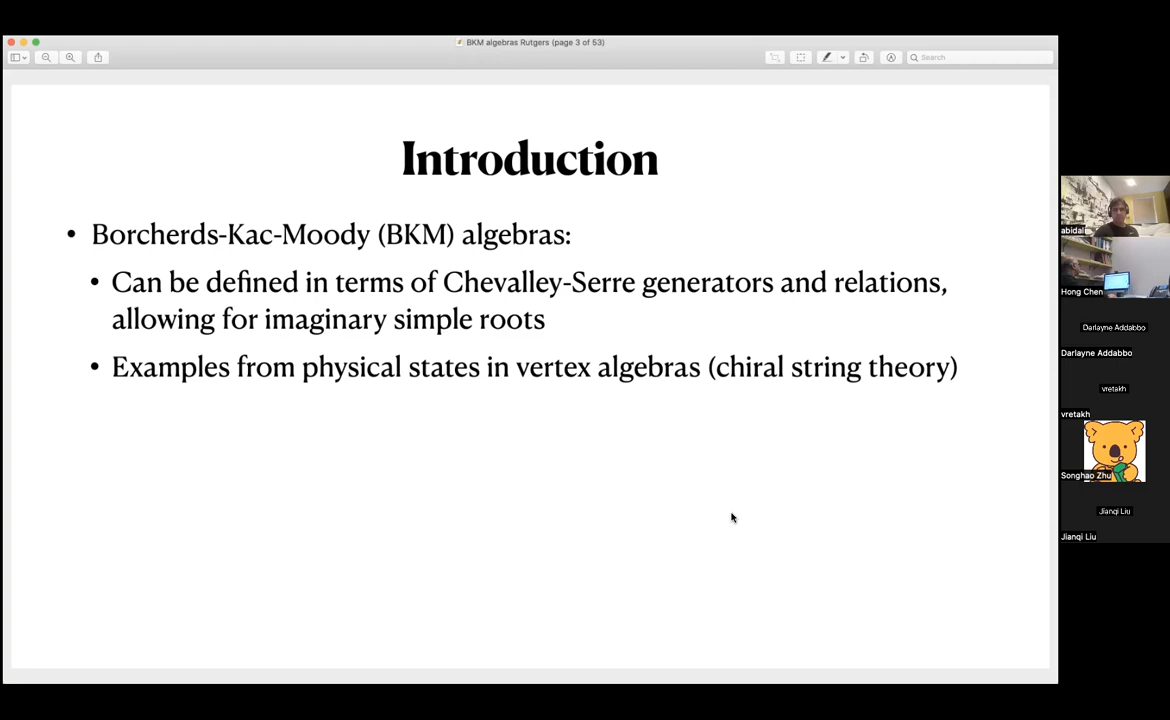 BKM algebras Rutgers (page 3 of 53)
Search
Introduction
• Borcherds-Kac-Moody (BKM) algebras:
• Can be defined in terms of Chevalley-Serre generators and relations,
allowing for imaginary simple roots
• Examples from physical states in vertex algebras (chiral string theory)
abidal
Hong Chen
Darlayne Addabbo
Darlayne Addabbo
vretakh
vretakh
Songhao Zhu
Jianqi Liu
Jianqi Liu